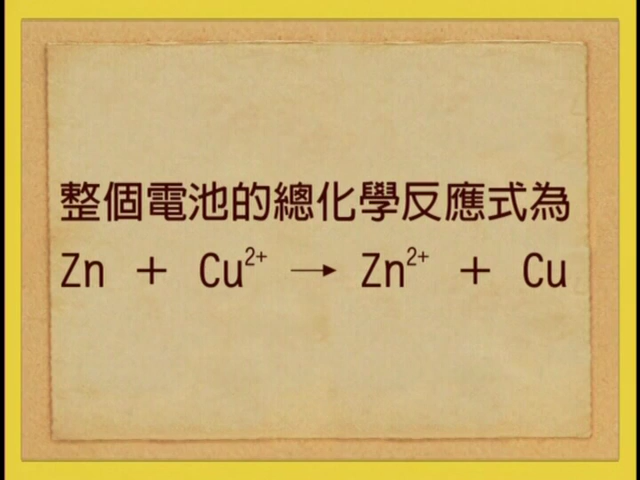 整個電池的總化學反應式為
Zn + Cu²⁺ → Zn²⁺ + Cu